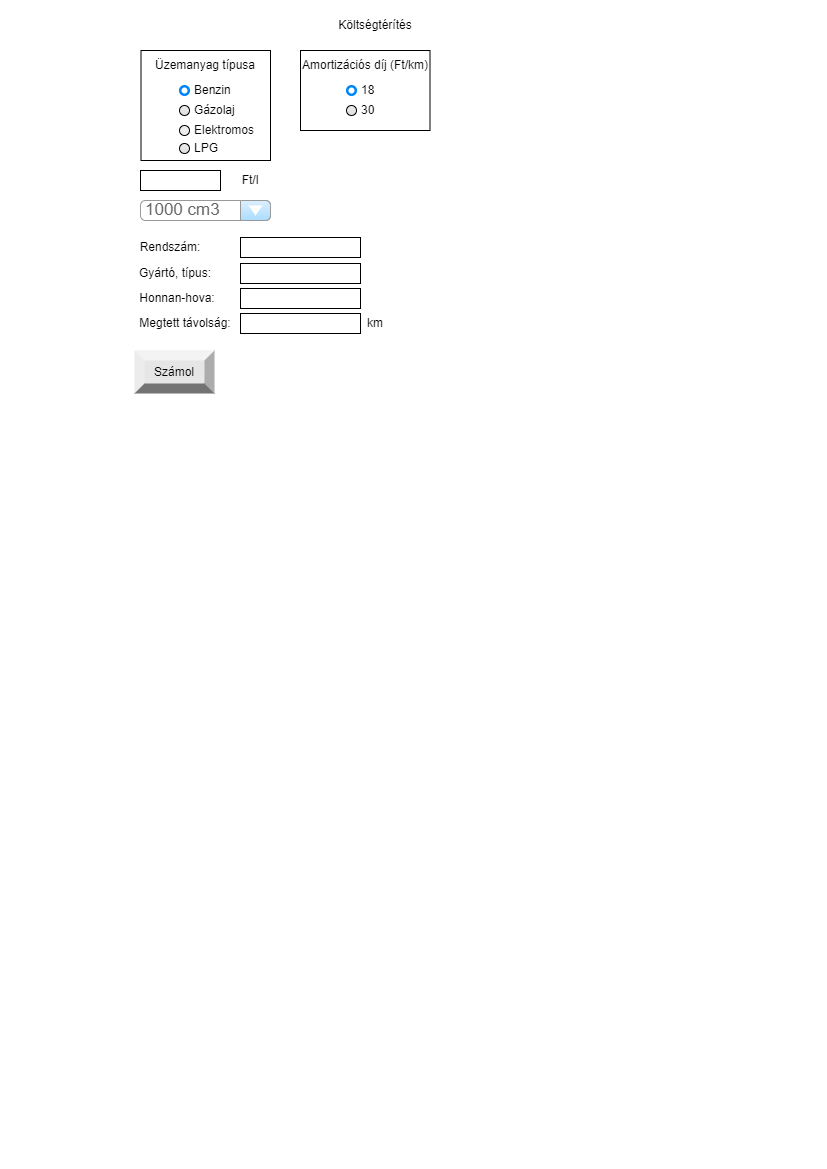 Költségtérítés
Üzemanyag típusa
Benzin
Gázolaj
Elektromos
LPG
Amortizációs díj (Ft/km)
18
30
Ft/l
1000 cm3
Rendszám:
Gyártó, típus:
Honnan-hova:
Megtett távolság: km
Számol